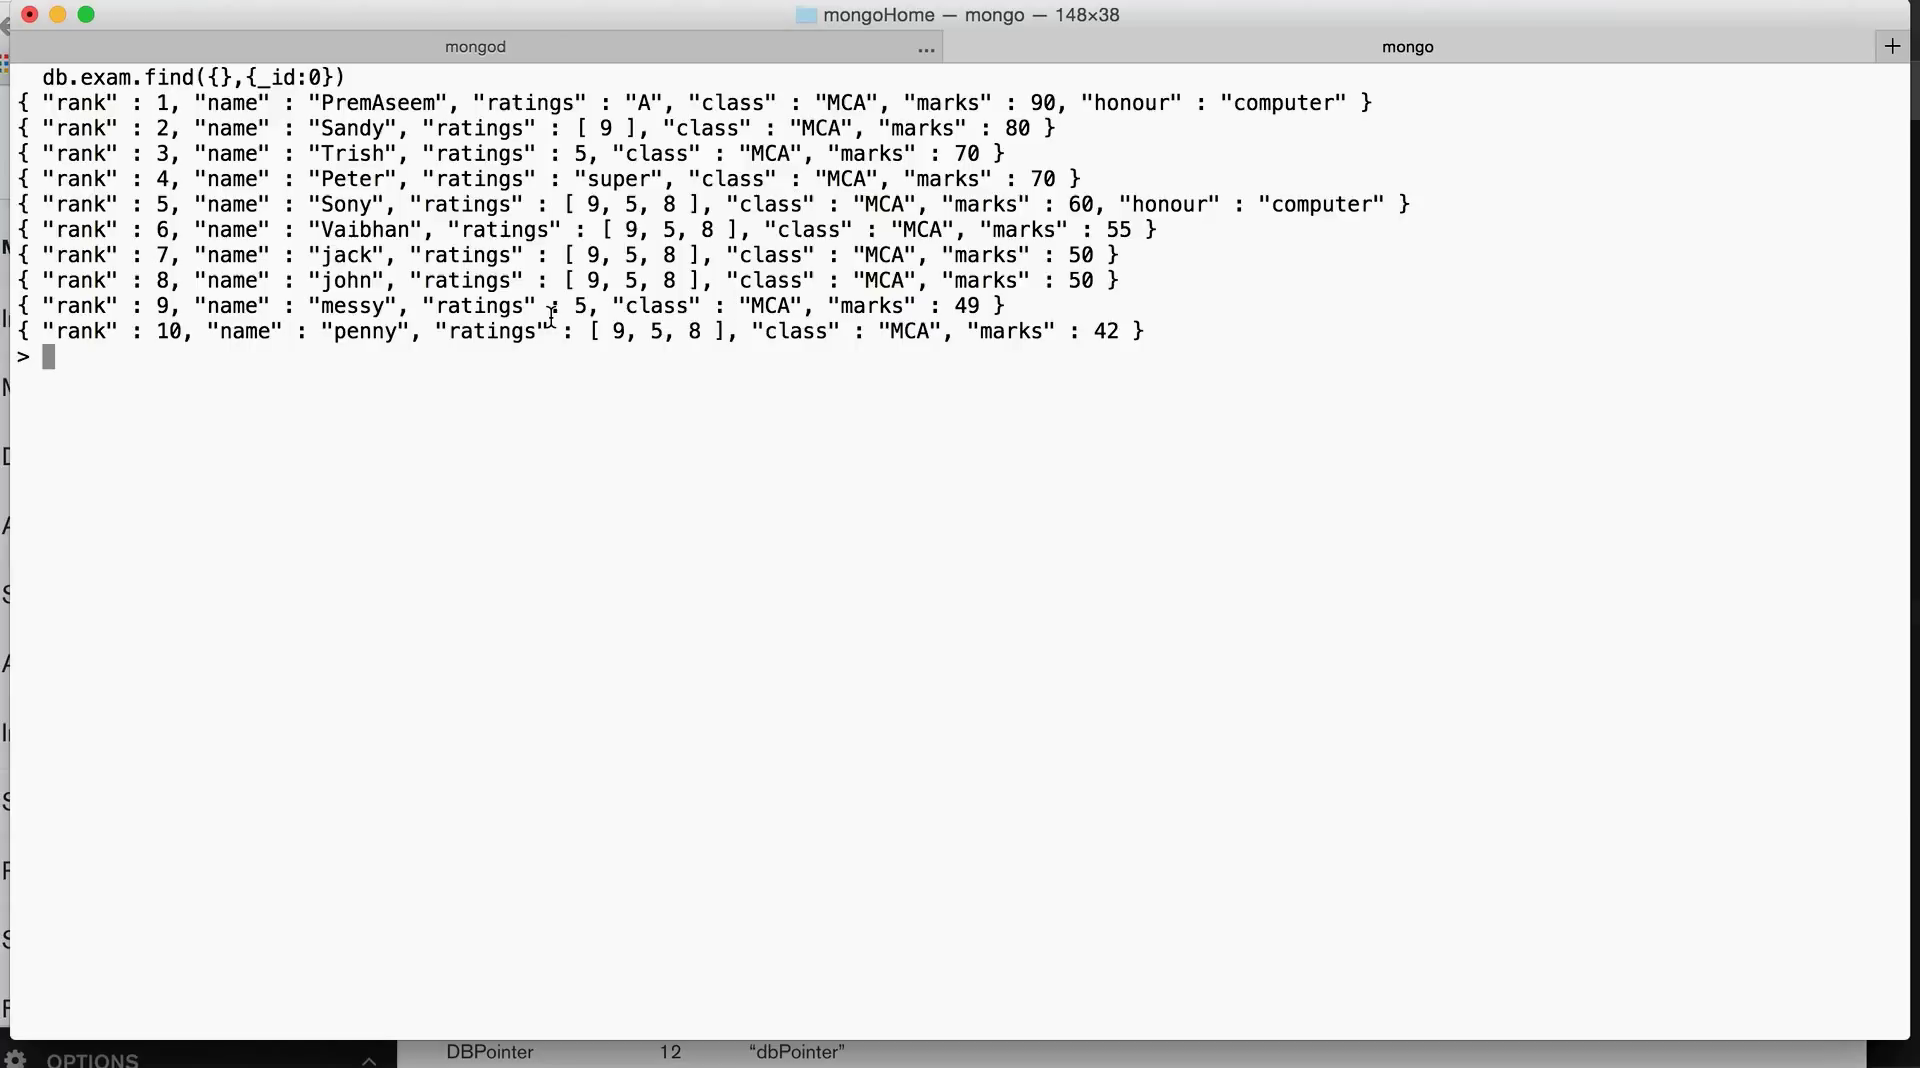 mongoHome — mongo — 148×38
mongod
...
mongo
+
db.exam.find({},{_id:0})
{ "rank" : 1, "name" : "PremAseem", "ratings" : "A", "class" : "MCA", "marks" : 90, "honour" : "computer" }
{ "rank" : 2, "name" : "Sandy", "ratings" : [ 9 ], "class" : "MCA", "marks" : 80 }
{ "rank" : 3, "name" : "Trish", "ratings" : 5, "class" : "MCA", "marks" : 70 }
{ "rank" : 4, "name" : "Peter", "ratings" : "super", "class" : "MCA", "marks" : 70 }
{ "rank" : 5, "name" : "Sony", "ratings" : [ 9, 5, 8 ], "class" : "MCA", "marks" : 60, "honour" : "computer" }
{ "rank" : 6, "name" : "Vaibhan", "ratings" : [ 9, 5, 8 ], "class" : "MCA", "marks" : 55 }
{ "rank" : 7, "name" : "jack", "ratings" : [ 9, 5, 8 ], "class" : "MCA", "marks" : 50 }
{ "rank" : 8, "name" : "john", "ratings" : [ 9, 5, 8 ], "class" : "MCA", "marks" : 50 }
{ "rank" : 9, "name" : "messy", "ratings" : 5, "class" : "MCA", "marks" : 49 }
{ "rank" : 10, "name" : "penny", "ratings" : [ 9, 5, 8 ], "class" : "MCA", "marks" : 42 }
>
OPTIONS
DBPointer 12 “dbPointer”